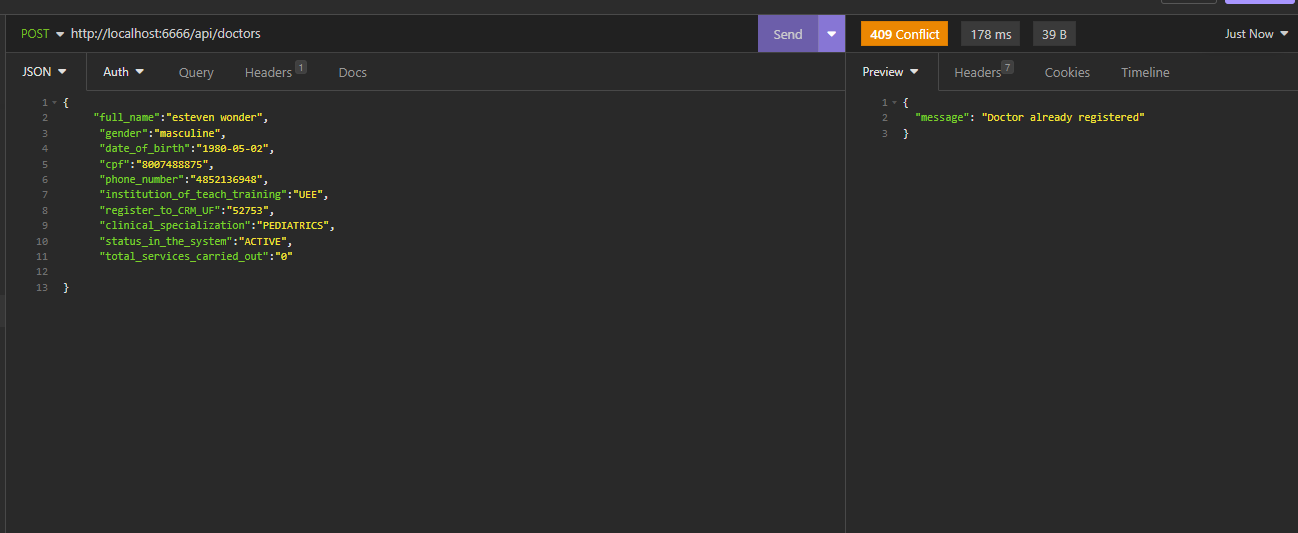 POST http://localhost:6666/api/doctors Send 409 Conflict 178 ms 39 B Just Now
JSON Auth Query Headers 1 Docs Preview Headers 7 Cookies Timeline
1 {
2 "full_name":"esteven wonder",
3 "gender":"masculine",
4 "date_of_birth":"1980-05-02",
5 "cpf":"8007488875",
6 "phone_number":"4852136948",
7 "institution_of_teach_training":"UEE",
8 "register_to_CRM_UF":"52753",
9 "clinical_specialization":"PEDIATRICS",
10 "status_in_the_system":"ACTIVE",
11 "total_services_carried_out":"0"
12
13 }
1 {
2 "message": "Doctor already registered"
3 }